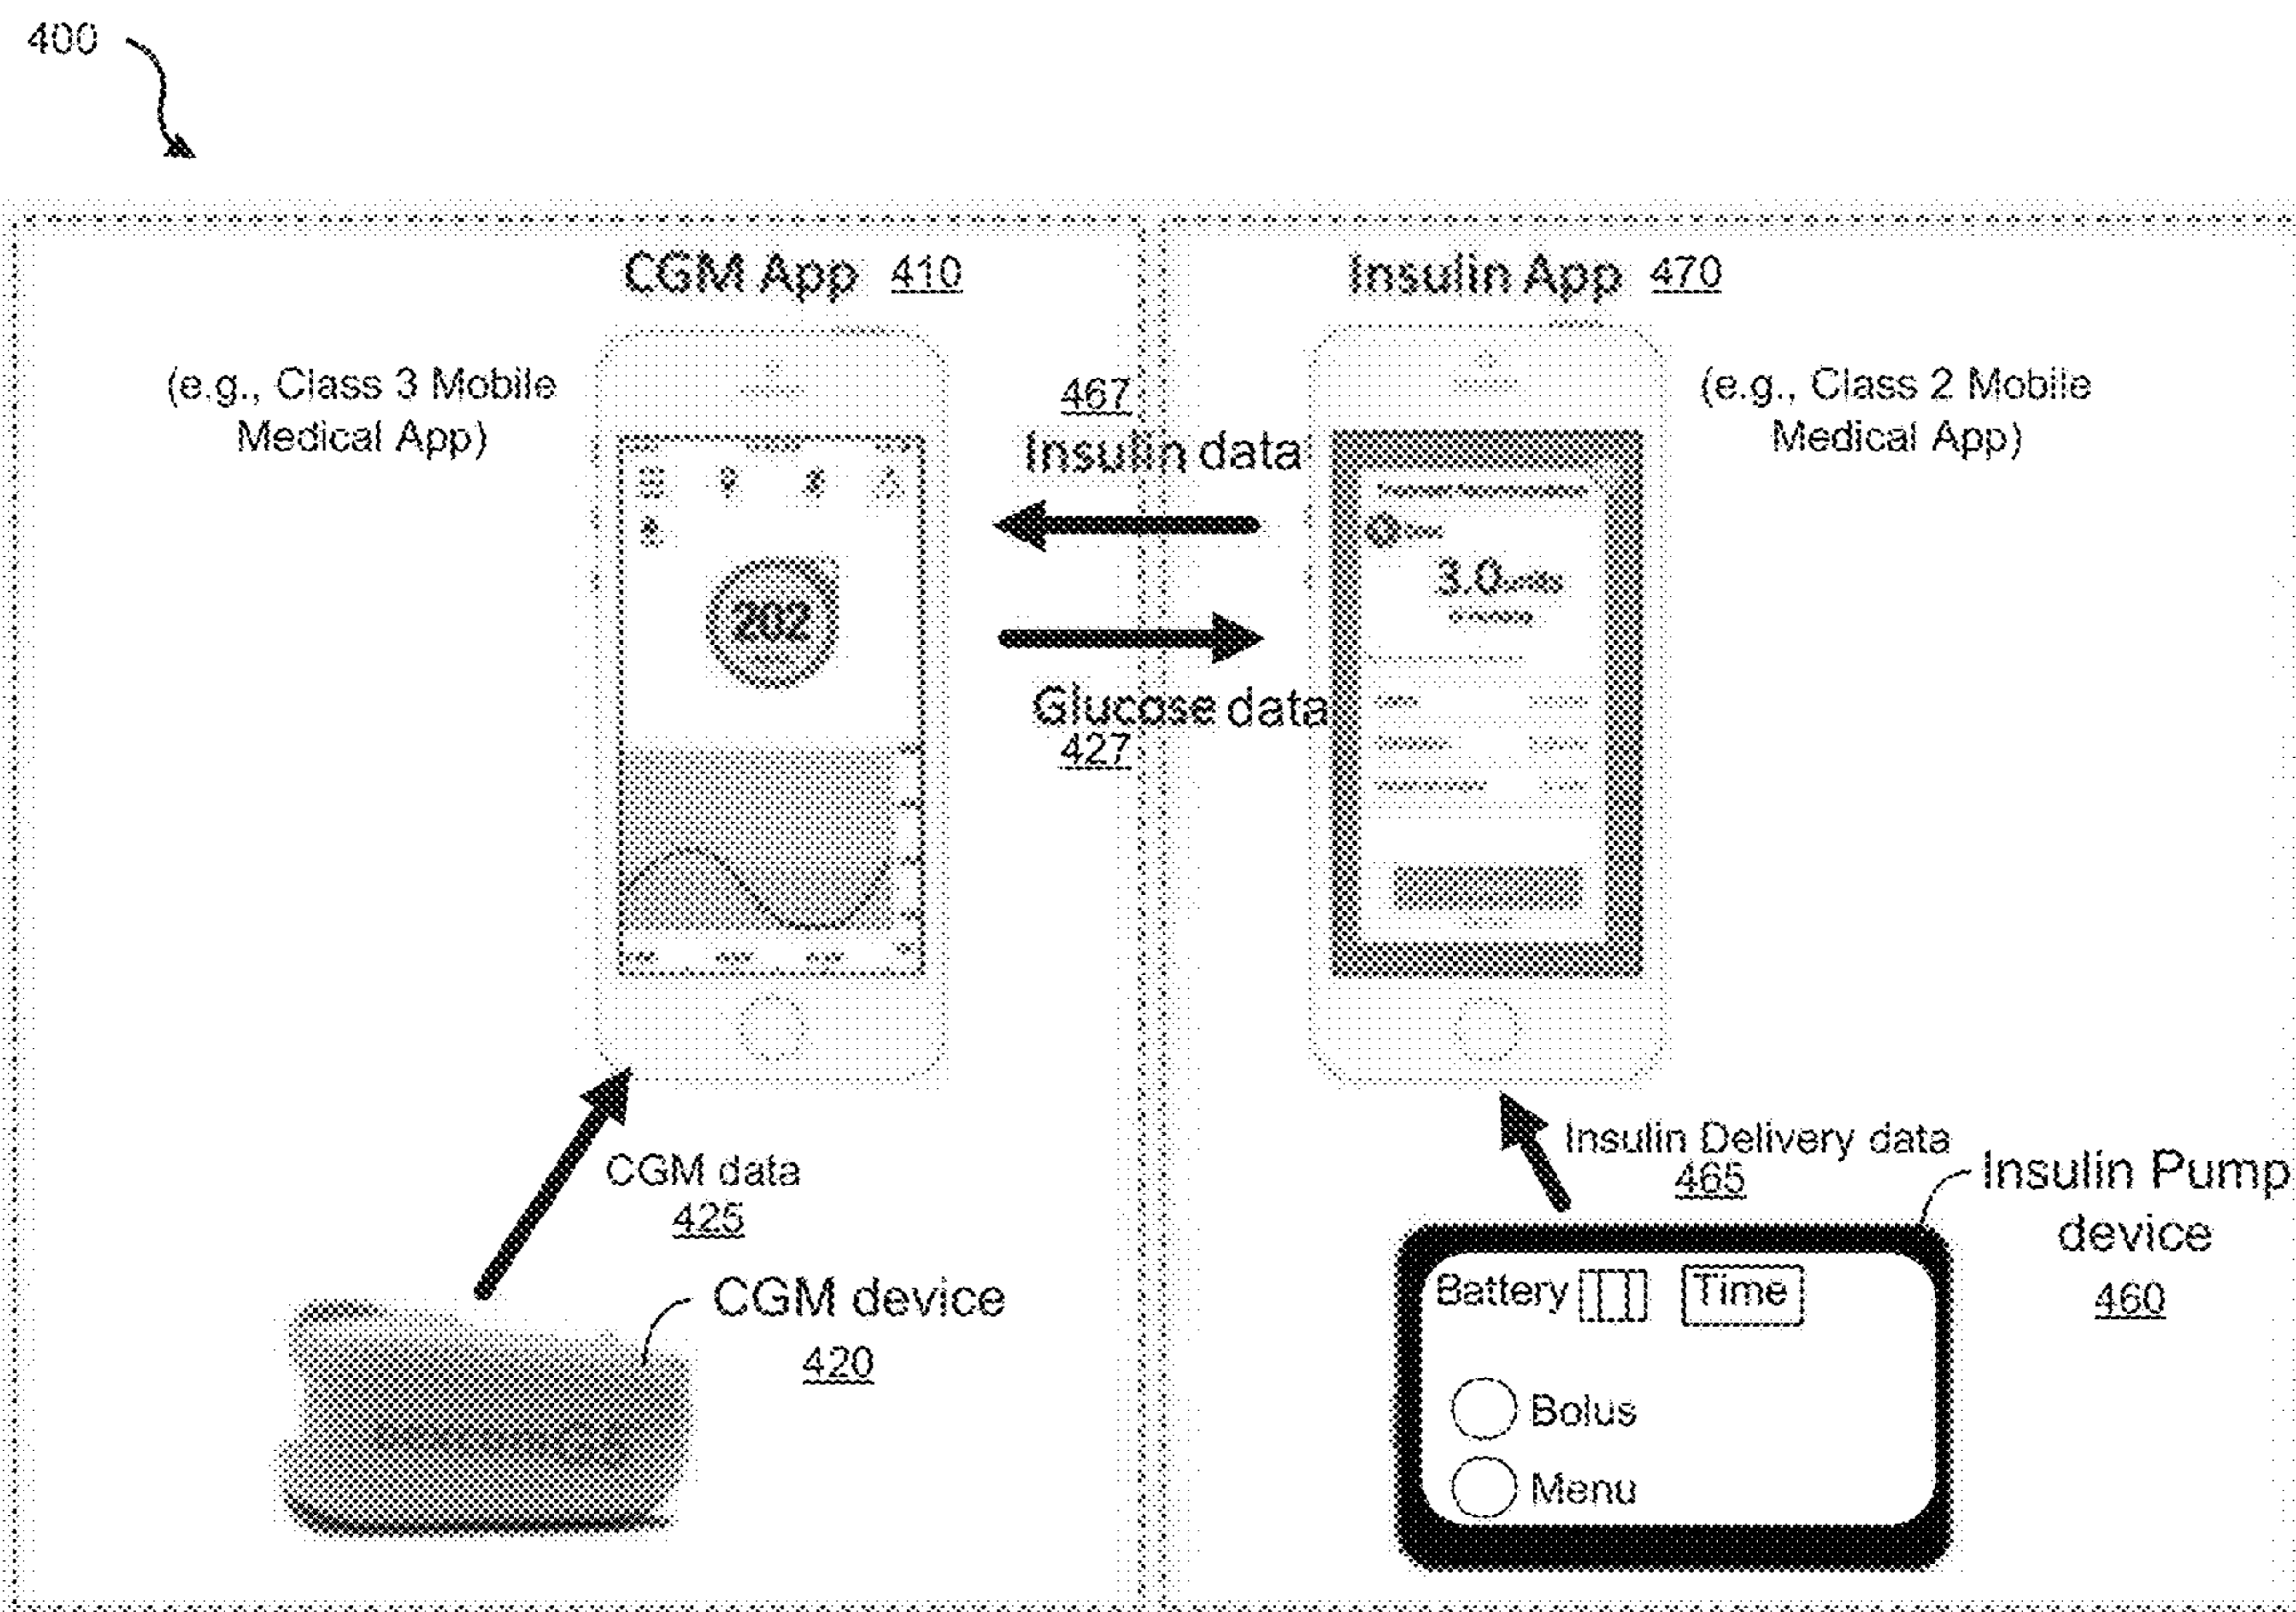 400
CGM App 410
Insulin App 470
(e.g., Class 3 Mobile
Medical App)
467
Insulin data
(e.g., Class 2 Mobile
Medical App)
202
3.0 units
Glucose data
427
CGM data
425
CGM device
420
Insulin Delivery data
465
Insulin Pump
device
460
Battery
Time
Bolus
Menu